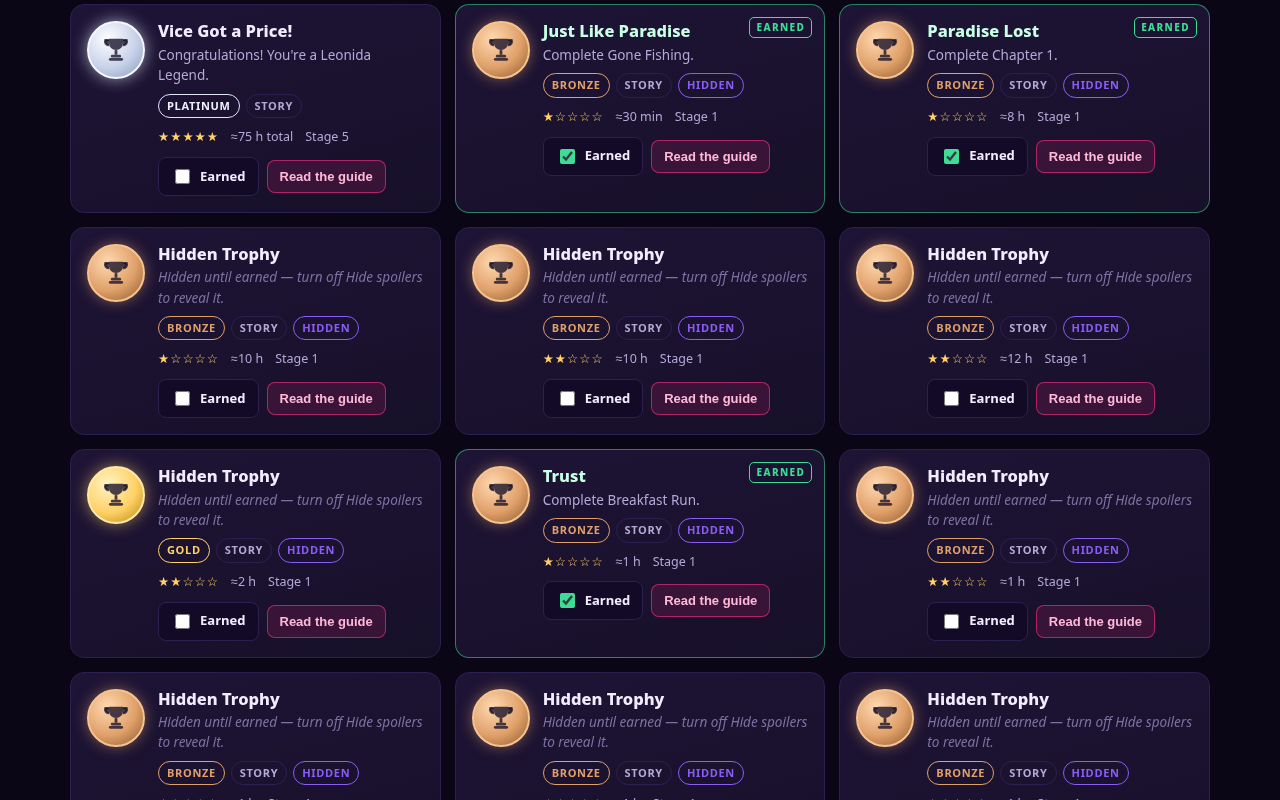 Vice Got a Price!
Congratulations! You're a Leonida
Legend.
PLATINUM STORY
★★★★★ ≈75 h total Stage 5
Earned Read the guide
Just Like Paradise EARNED
Complete Gone Fishing.
BRONZE STORY HIDDEN
★☆☆☆☆ ≈30 min Stage 1
Earned Read the guide
Paradise Lost EARNED
Complete Chapter 1.
BRONZE STORY HIDDEN
★☆☆☆☆ ≈8 h Stage 1
Earned Read the guide
Hidden Trophy
Hidden until earned — turn off Hide spoilers
to reveal it.
BRONZE STORY HIDDEN
★☆☆☆☆ ≈10 h Stage 1
Earned Read the guide
Hidden Trophy
Hidden until earned — turn off Hide spoilers
to reveal it.
BRONZE STORY HIDDEN
★★☆☆☆ ≈10 h Stage 1
Earned Read the guide
Hidden Trophy
Hidden until earned — turn off Hide spoilers
to reveal it.
BRONZE STORY HIDDEN
★★☆☆☆ ≈12 h Stage 1
Earned Read the guide
Hidden Trophy
Hidden until earned — turn off Hide spoilers
to reveal it.
GOLD STORY HIDDEN
★★☆☆☆ ≈2 h Stage 1
Earned Read the guide
Trust EARNED
Complete Breakfast Run.
BRONZE STORY HIDDEN
★☆☆☆☆ ≈1 h Stage 1
Earned Read the guide
Hidden Trophy
Hidden until earned — turn off Hide spoilers
to reveal it.
BRONZE STORY HIDDEN
★★☆☆☆ ≈1 h Stage 1
Earned Read the guide
Hidden Trophy
Hidden until earned — turn off Hide spoilers
to reveal it.
BRONZE STORY HIDDEN
Hidden Trophy
Hidden until earned — turn off Hide spoilers
to reveal it.
BRONZE STORY HIDDEN
Hidden Trophy
Hidden until earned — turn off Hide spoilers
to reveal it.
BRONZE STORY HIDDEN